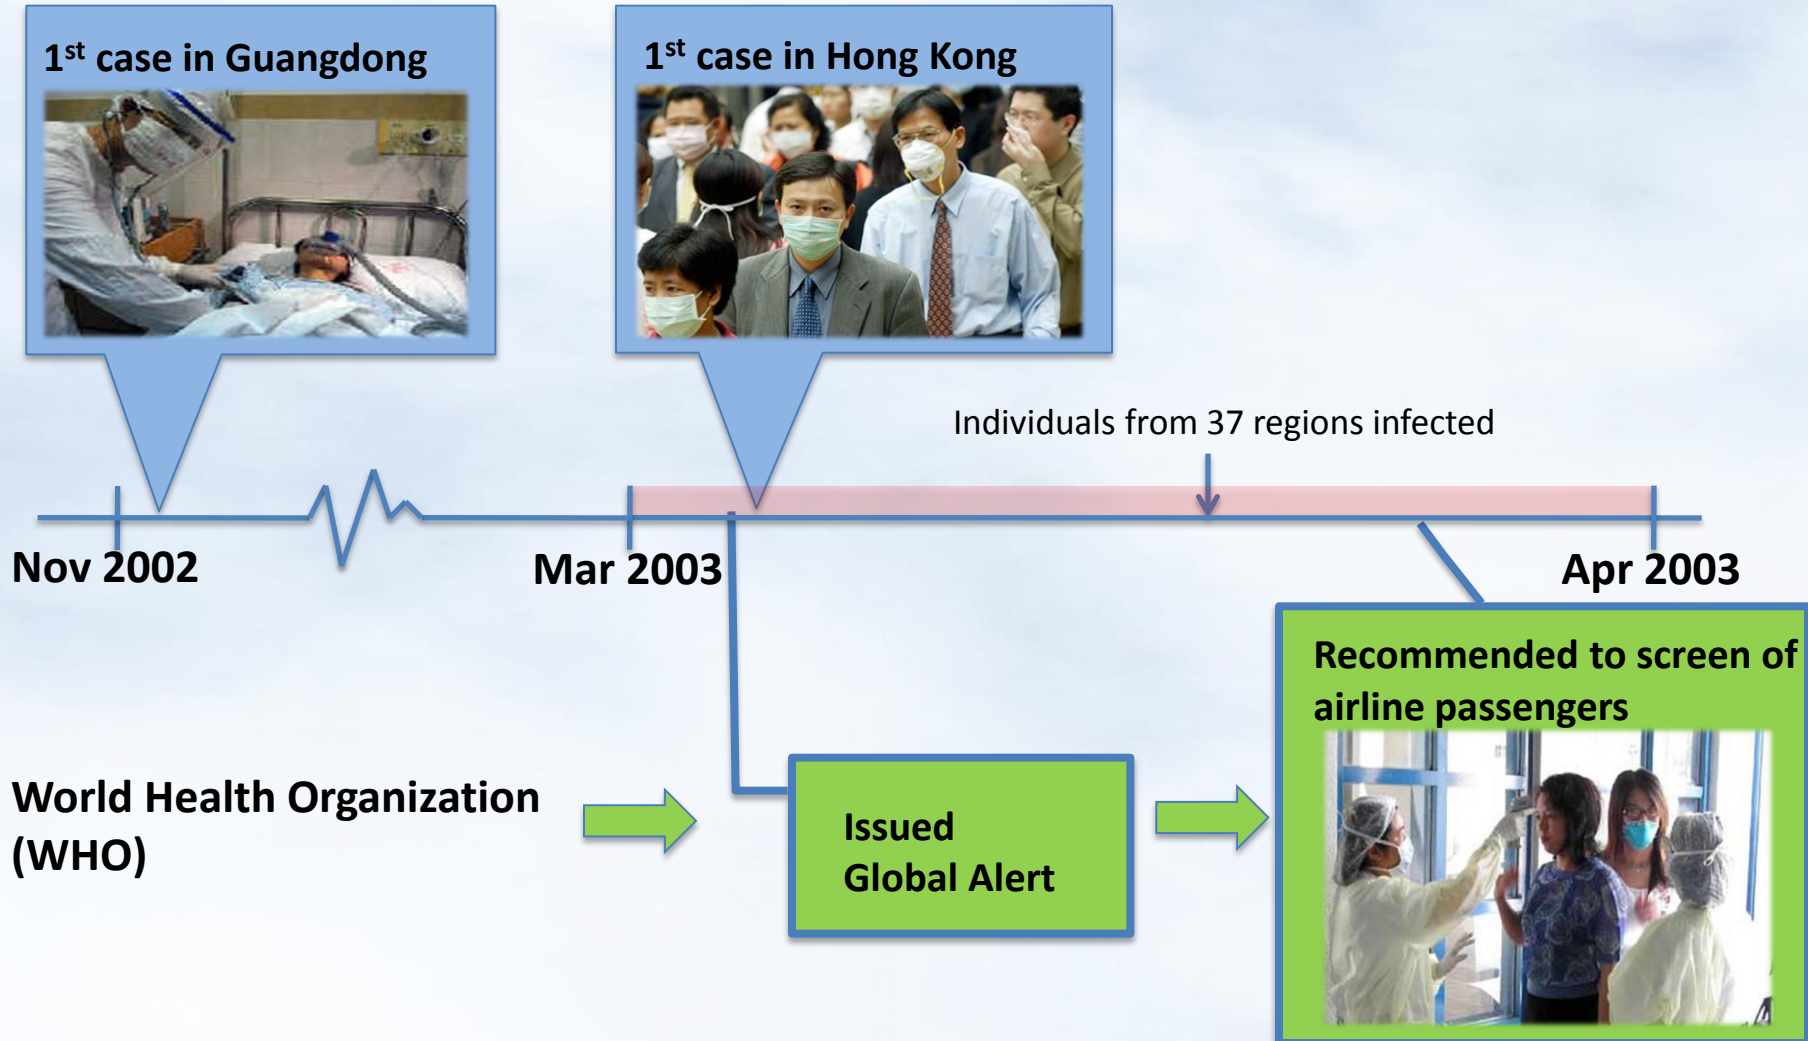 1st case in Guangdong
1st case in Hong Kong
Individuals from 37 regions infected
Nov 2002
Mar 2003
Apr 2003
Recommended to screen of
airline passengers
World Health Organization
(WHO)
Issued
Global Alert